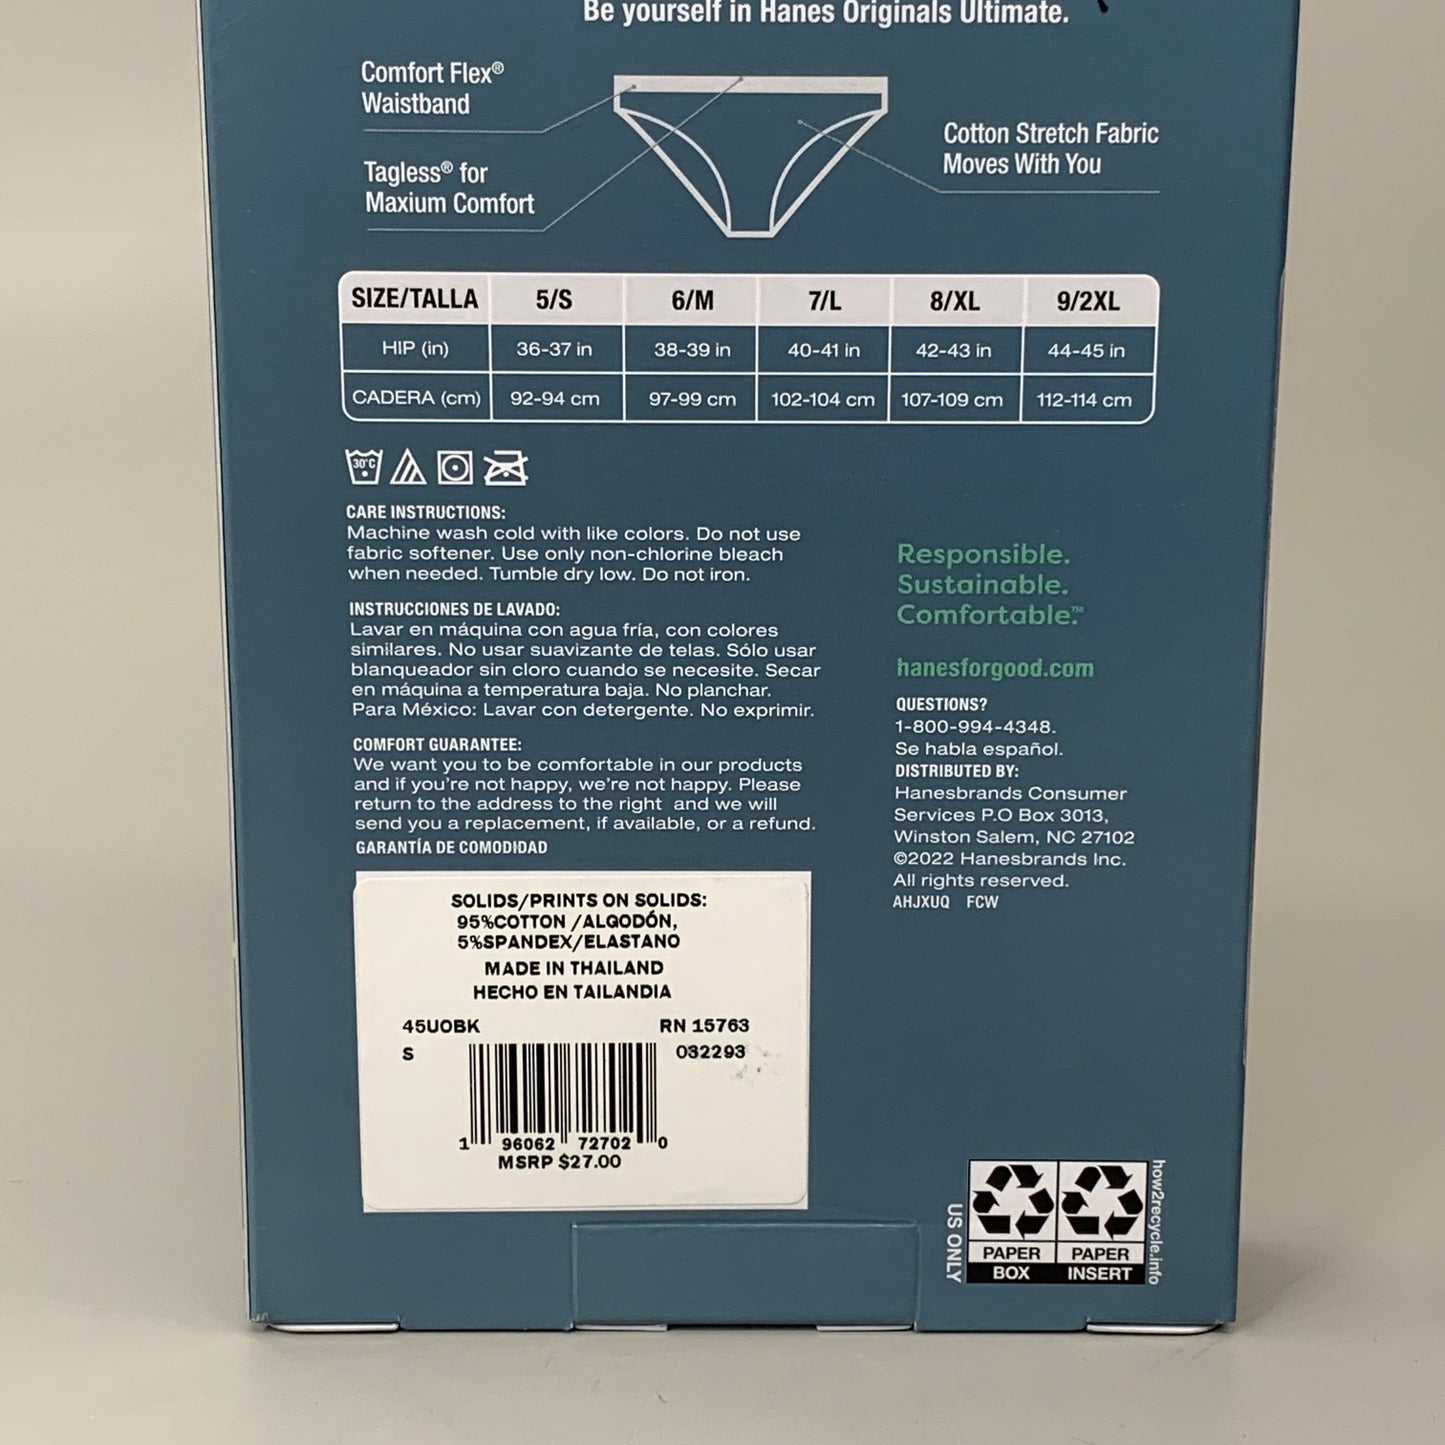 Be yourself in Hanes Originals Ultimate.
Comfort Flex®
Waistband
Tagless® for
Maxium Comfort
Cotton Stretch Fabric
Moves With You
SIZE/TALLA 5/S 6/M 7/L 8/XL 9/2XL
HIP (in) 36-37 in 38-39 in 40-41 in 42-43 in 44-45 in
CADERA (cm) 92-94 cm 97-99 cm 102-104 cm 107-109 cm 112-114 cm
30°C
CARE INSTRUCTIONS:
Machine wash cold with like colors. Do not use
fabric softener. Use only non-chlorine bleach
when needed. Tumble dry low. Do not iron.
INSTRUCCIONES DE LAVADO:
Lavar en máquina con agua fría, con colores
similares. No usar suavizante de telas. Sólo usar
blanqueador sin cloro cuando se necesite. Secar
en máquina a temperatura baja. No planchar.
Para México: Lavar con detergente. No exprimir.
COMFORT GUARANTEE:
We want you to be comfortable in our products
and if you're not happy, we're not happy. Please
return to the address to the right and we will
send you a replacement, if available, or a refund.
GARANTÍA DE COMODIDAD
SOLIDS/PRINTS ON SOLIDS:
95%COTTON /ALGODÓN,
5%SPANDEX/ELASTANO
MADE IN THAILAND
HECHO EN TAILANDIA
45UOBK RN 15763
S 032293
1 96062 72702 0
MSRP $27.00
Responsible.
Sustainable.
Comfortable.™
hanesforgood.com
QUESTIONS?
1-800-994-4348.
Se habla español.
DISTRIBUTED BY:
Hanesbrands Consumer
Services P.O Box 3013,
Winston Salem, NC 27102
©2022 Hanesbrands Inc.
All rights reserved.
AHJXUQ FCW
US ONLY
PAPER PAPER
BOX INSERT
how2recycle.info